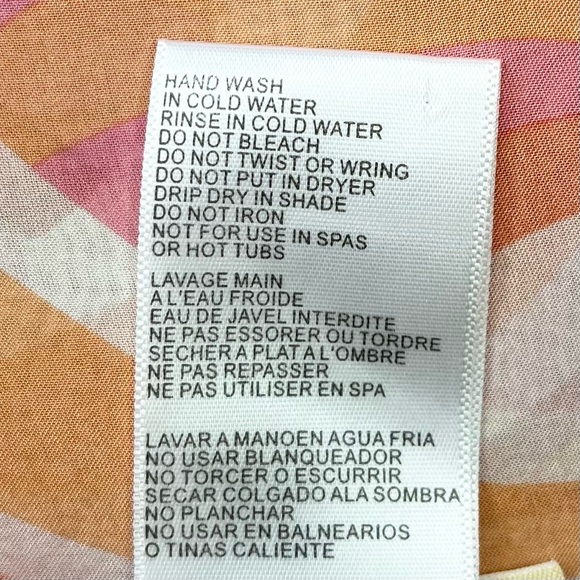 HAND WASH
IN COLD WATER
RINSE IN COLD WATER
DO NOT BLEACH
DO NOT TWIST OR WRING
DO NOT PUT IN DRYER
DRIP DRY IN SHADE
DO NOT IRON
NOT FOR USE IN SPAS
OR HOT TUBS
LAVAGE MAIN
A L'EAU FROIDE
EAU DE JAVEL INTERDITE
NE PAS ESSORER OU TORDRE
SECHER A PLAT A L'OMBRE
NE PAS REPASSER
NE PAS UTILISER EN SPA
LAVAR A MANOEN AGUA FRIA
NO USAR BLANQUEADOR
NO TORCER O ESCURRIR
SECAR COLGADO ALA SOMBRA
NO PLANCHAR
NO USAR EN BALNEARIOS
O TINAS CALIENTE